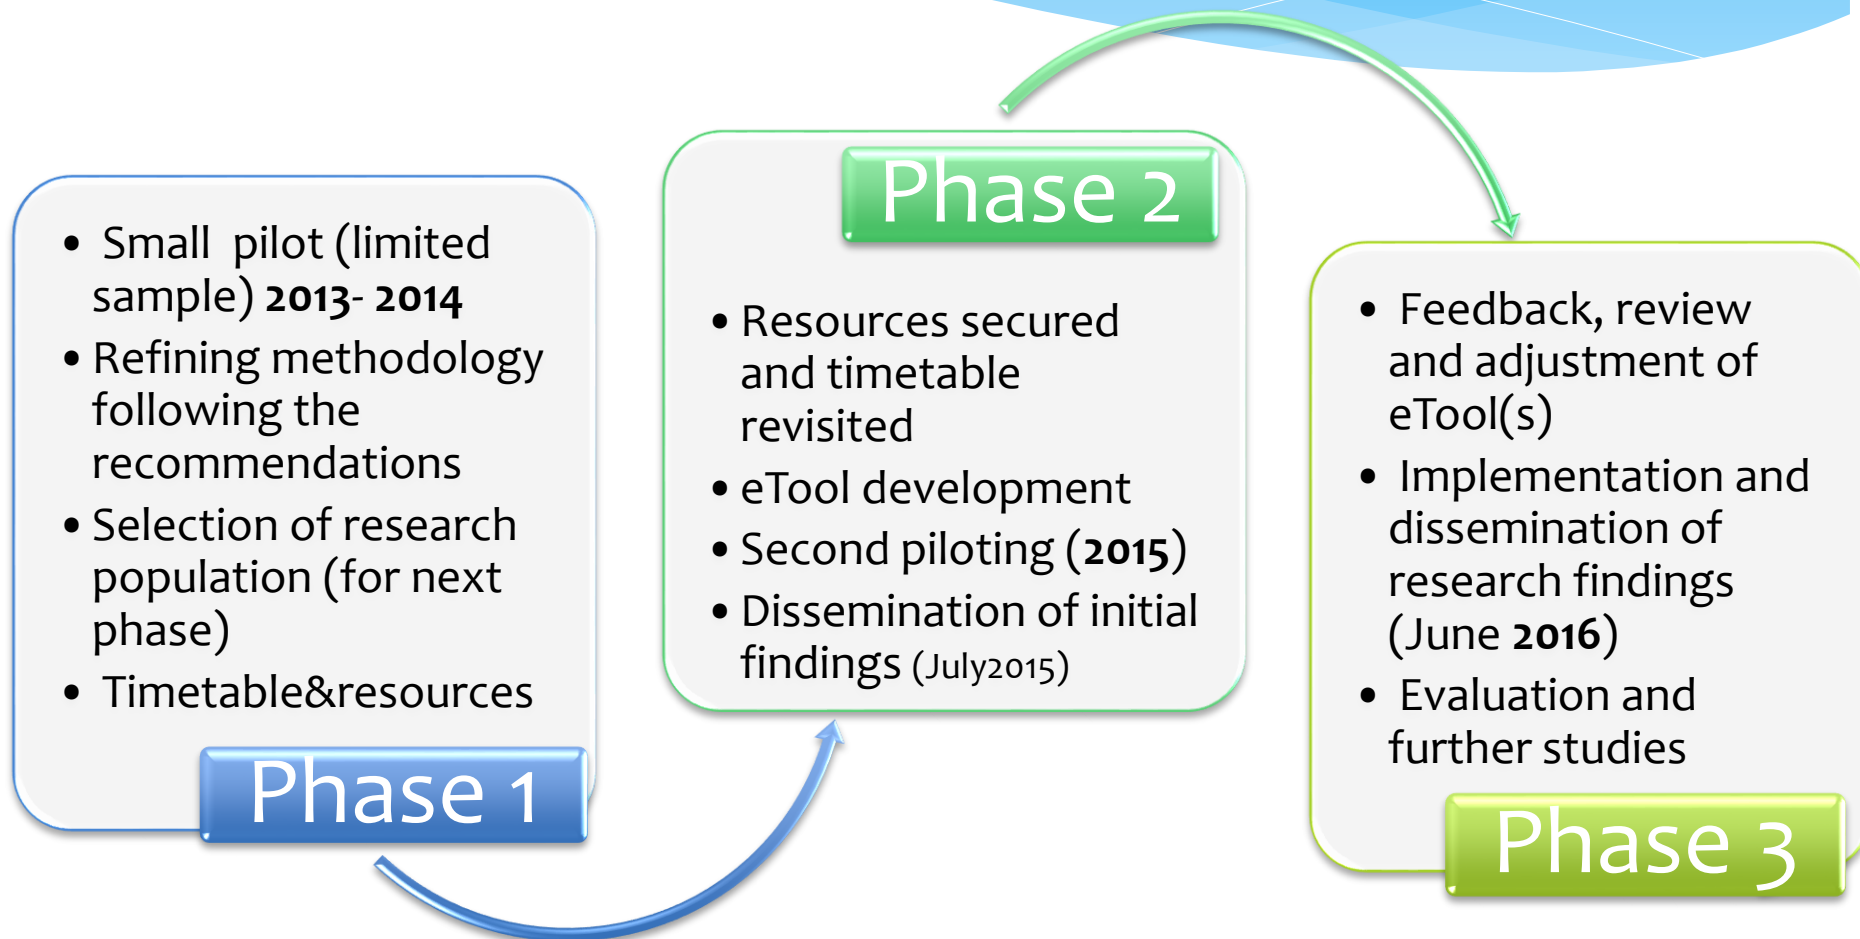 • Small pilot (limited
sample) 2013- 2014
• Refining methodology
following the
recommendations
• Selection of research
population (for next
phase)
• Timetable&resources
Phase 1
Phase 2
• Resources secured
and timetable
revisited
• eTool development
• Second piloting (2015)
• Dissemination of initial
findings (July2015)
• Feedback, review
and adjustment of
eTool(s)
• Implementation and
dissemination of
research findings
(June 2016)
• Evaluation and
further studies
Phase 3